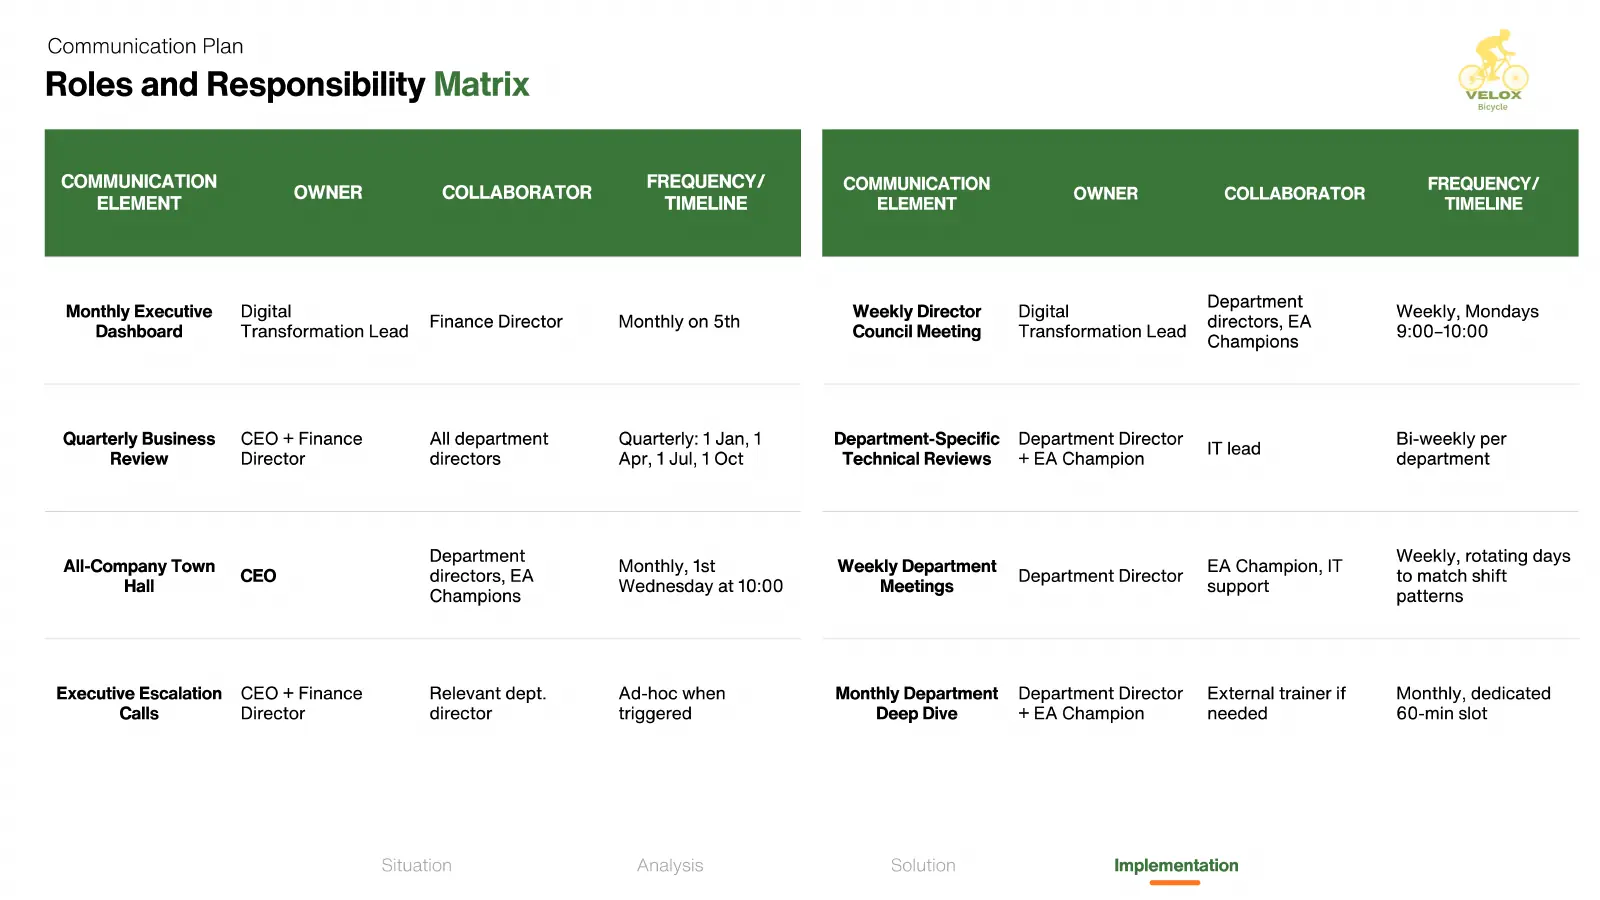 Communication Plan
Roles and Responsibility Matrix
VELOX
Bicycle
COMMUNICATION
ELEMENT
OWNER
COLLABORATOR
FREQUENCY/
TIMELINE
Monthly Executive
Dashboard
Digital
Transformation Lead
Finance Director
Monthly on 5th
Quarterly Business
Review
CEO + Finance
Director
All department
directors
Quarterly: 1 Jan, 1
Apr, 1 Jul, 1 Oct
All-Company Town
Hall
CEO
Department
directors, EA
Champions
Monthly, 1st
Wednesday at 10:00
Executive Escalation
Calls
CEO + Finance
Director
Relevant dept.
director
Ad-hoc when
triggered
COMMUNICATION
ELEMENT
OWNER
COLLABORATOR
FREQUENCY/
TIMELINE
Weekly Director
Council Meeting
Digital
Transformation Lead
Department
directors, EA
Champions
Weekly, Mondays
9:00–10:00
Department-Specific
Technical Reviews
Department Director
+ EA Champion
IT lead
Bi-weekly per
department
Weekly Department
Meetings
Department Director
EA Champion, IT
support
Weekly, rotating days
to match shift
patterns
Monthly Department
Deep Dive
Department Director
+ EA Champion
External trainer if
needed
Monthly, dedicated
60-min slot
Situation
Analysis
Solution
Implementation